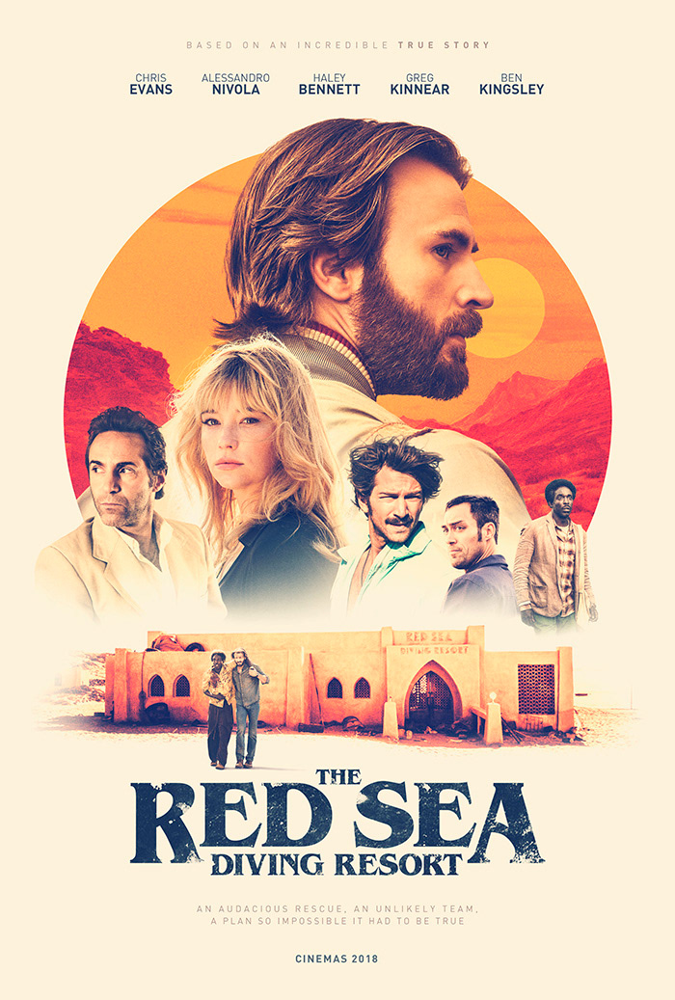 BASED ON AN INCREDIBLE TRUE STORY
CHRIS ALESSANDRO HALEY GREG BEN
EVANS NIVOLA BENNETT KINNEAR KINGSLEY
RED SEA
DIVING RESORT
THE
RED SEA
DIVING RESORT
AN AUDACIOUS RESCUE, AN UNLIKELY TEAM,
A PLAN SO IMPOSSIBLE IT HAD TO BE TRUE
CINEMAS 2018